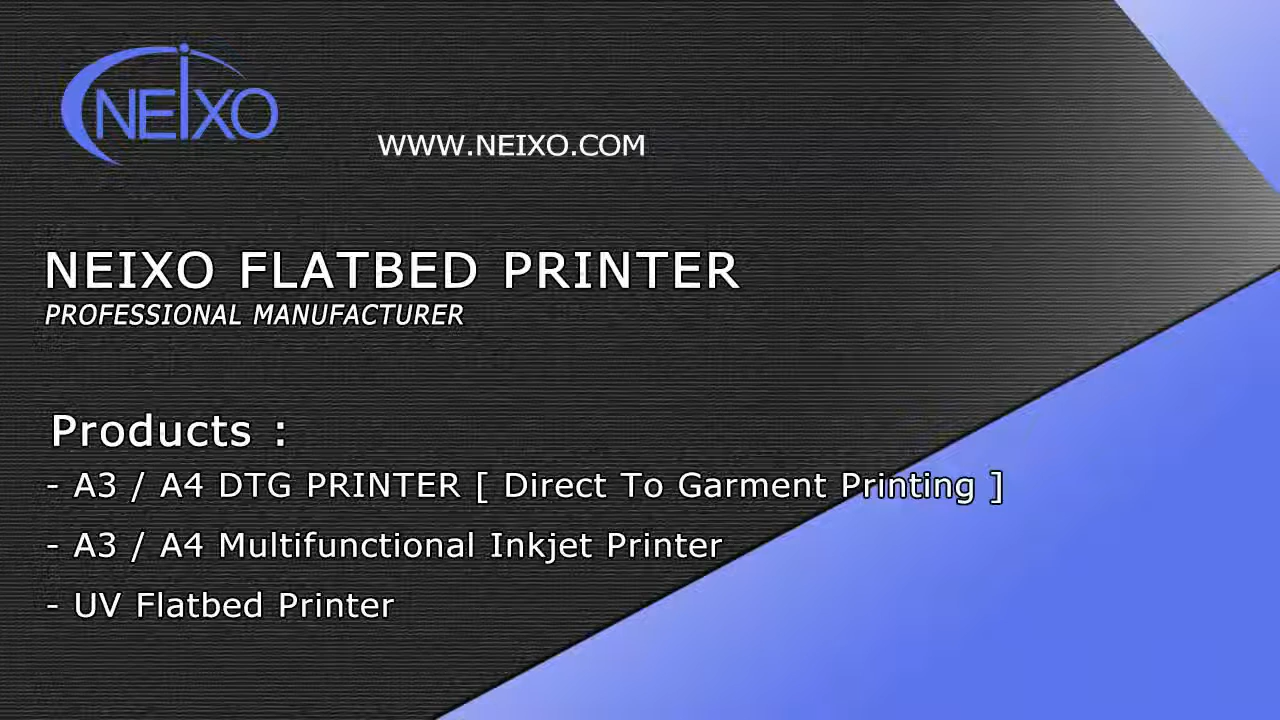 NEIXO
WWW.NEIXO.COM
NEIXO FLATBED PRINTER
PROFESSIONAL MANUFACTURER
Products :
- A3 / A4 DTG PRINTER [ Direct To Garment Printing ]
- A3 / A4 Multifunctional Inkjet Printer
- UV Flatbed Printer